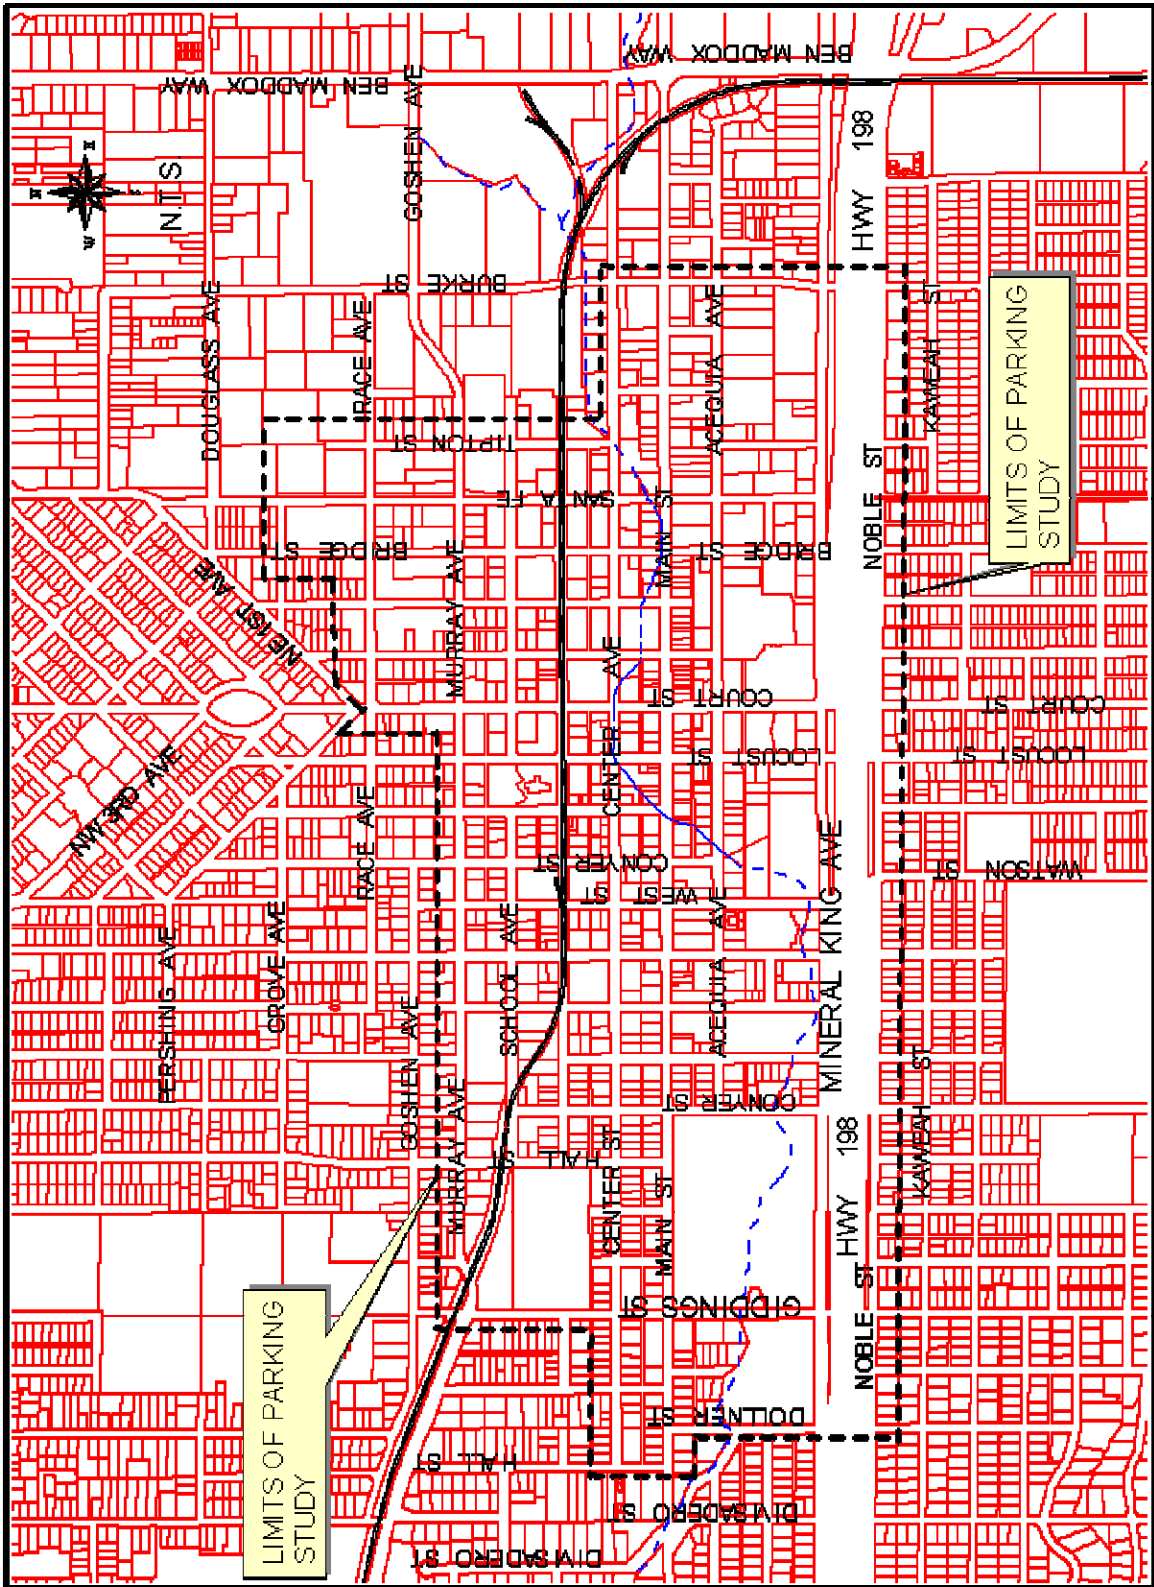 BEN MADDOX WAY
BEN MADDOX WAY
GOSHEN AVE
HWY 198
N.T.S
BURKE ST
DOUGLASS AVE
RACE AVE
ACEQUIA AVE
KAWEAH ST
LIMITS OF PARKING
STUDY
TIPTON ST
SANTA FE
MAIN ST
NOBLE ST
BRIDGE ST
BRIDGE ST
NE 1ST AVE
MURRAY AVE
CENTER AVE
COURT ST
COURT ST
LOCUST ST
LOCUST ST
NW 3RD AVE
RACE AVE
CONYER ST
WEST ST
WATSON ST
MINERAL KING AVE
PERSHING AVE
GROVE AVE
SCHOOL AVE
ACEQUIA AVE
ACEQUIA AVE
GOSHEN AVE
MURRAY AVE
CONYER ST
KAWEAH ST
HALL ST
CENTER ST
MAIN ST
HWY 198
NOBLE ST
GIDDINGS ST
LIMITS OF PARKING
STUDY
DOLLNER ST
HALL ST
DIVISADERO ST
DIVISADERO ST
N
E
W